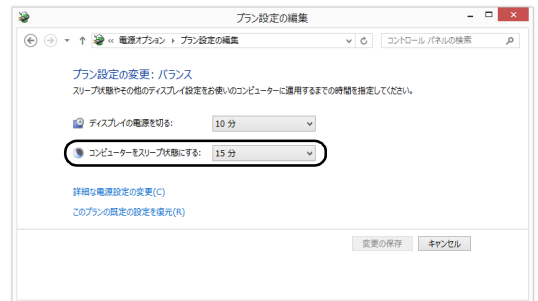 プラン設定の編集
« 電源オプション › プラン設定の編集
コントロール パネルの検索
プラン設定の変更: バランス
スリープ状態やその他のディスプレイ設定をお使いのコンピューターに適用するまでの時間を指定してください。
ディスプレイの電源を切る: 10 分
コンピューターをスリープ状態にする: 15 分
詳細な電源設定の変更(C)
このプランの既定の設定を復元(R)
変更の保存 キャンセル